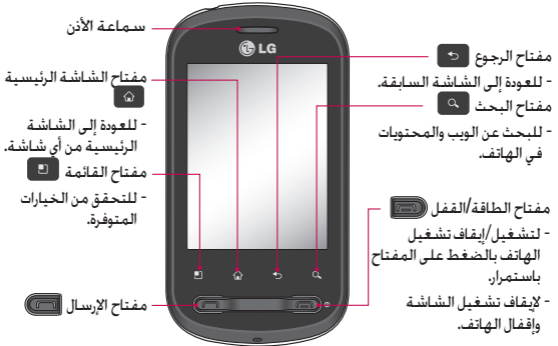 سماعة الأذن
LG
مفتاح الرجوع
- للعودة إلى الشاشة السابقة.
مفتاح البحث
- للبحث عن الويب والمحتويات
في الهاتف.
مفتاح الطاقة/القفل
- لتشغيل/إيقاف تشغيل
الهاتف بالضغط على المفتاح
باستمرار.
- لإيقاف تشغيل الشاشة
وإقفال الهاتف.
مفتاح الشاشة الرئيسية
- للعودة إلى الشاشة
الرئيسية من أي شاشة.
مفتاح القائمة
- للتحقق من الخيارات
المتوفرة.
مفتاح الإرسال